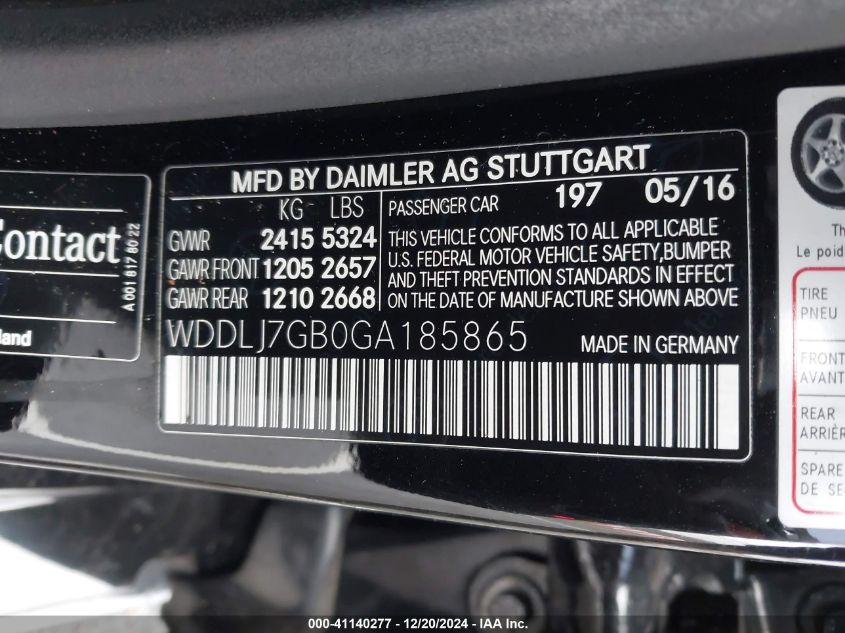 MFD BY DAIMLER AG STUTTGART
KG LBS
GVWR 2415 5324
GAWR FRONT 1205 2657
GAWR REAR 1210 2668
PASSENGER CAR 197 05/16
THIS VEHICLE CONFORMS TO ALL APPLICABLE
U.S. FEDERAL MOTOR VEHICLE SAFETY,BUMPER
AND THEFT PREVENTION STANDARDS IN EFFECT
ON THE DATE OF MANUFACTURE SHOWN ABOVE
WDDLJ7GB0GA185865 MADE IN GERMANY
Contact
A 001 817 80 22
land
Th
Le poid
TIRE
PNEU
FRONT
AVANT
REAR
ARRIÈR
SPARE
DE SE
000-41140277 - 12/20/2024 - IAA Inc.